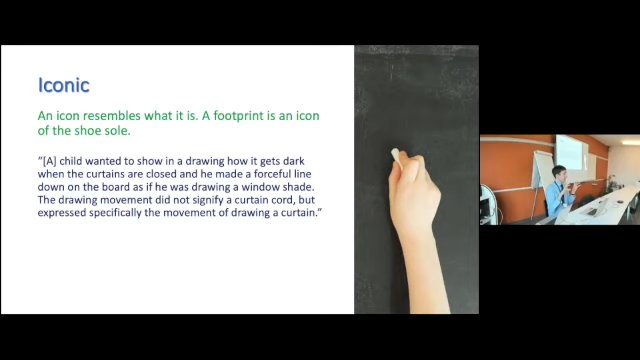 Iconic
An icon resembles what it is. A footprint is an icon
of the shoe sole.
“[A] child wanted to show in a drawing how it gets dark
when the curtains are closed and he made a forceful line
down on the board as if he was drawing a window shade.
The drawing movement did not signify a curtain cord, but
expressed specifically the movement of drawing a curtain.”